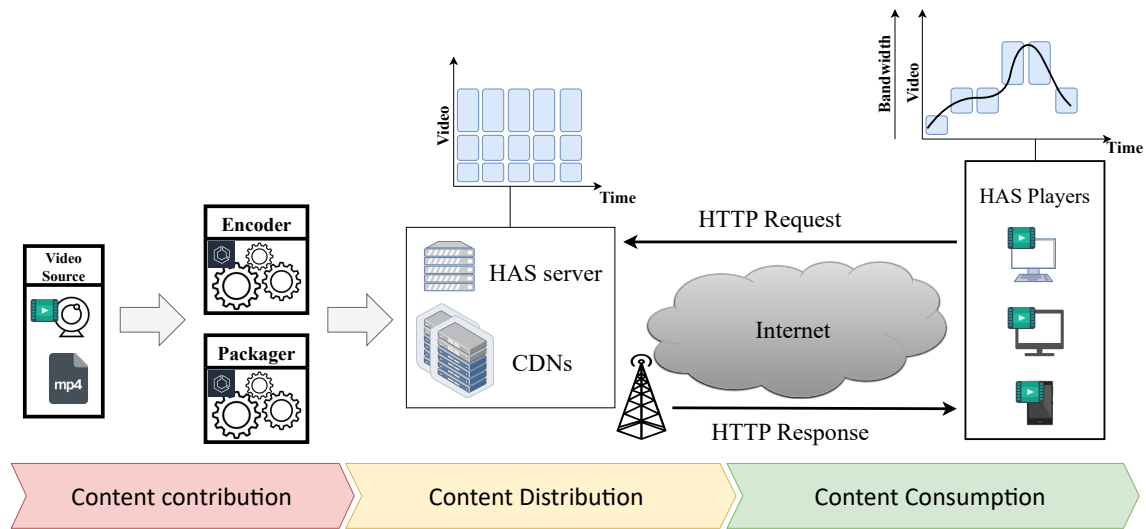 Video
Source
mp4
Encoder
Packager
Video
Time
HAS server
CDNs
HTTP Request
Internet
HTTP Response
Bandwidth
Video
Time
HAS Players
Content contribution
Content Distribution
Content Consumption